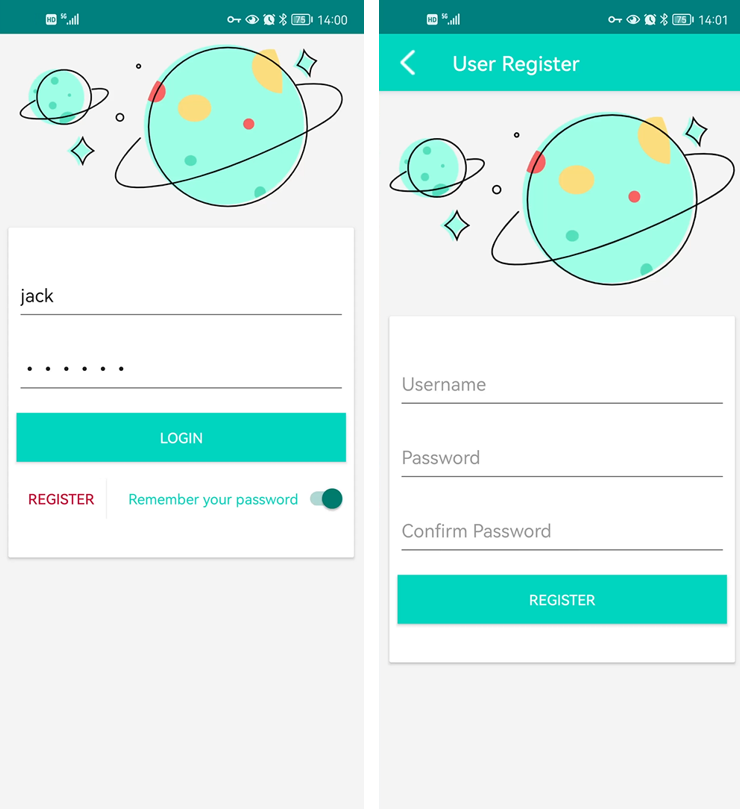 HD 5G 75 14:00
jack
LOGIN
REGISTER Remember your password
HD 5G 75 14:01
User Register
Username
Password
Confirm Password
REGISTER